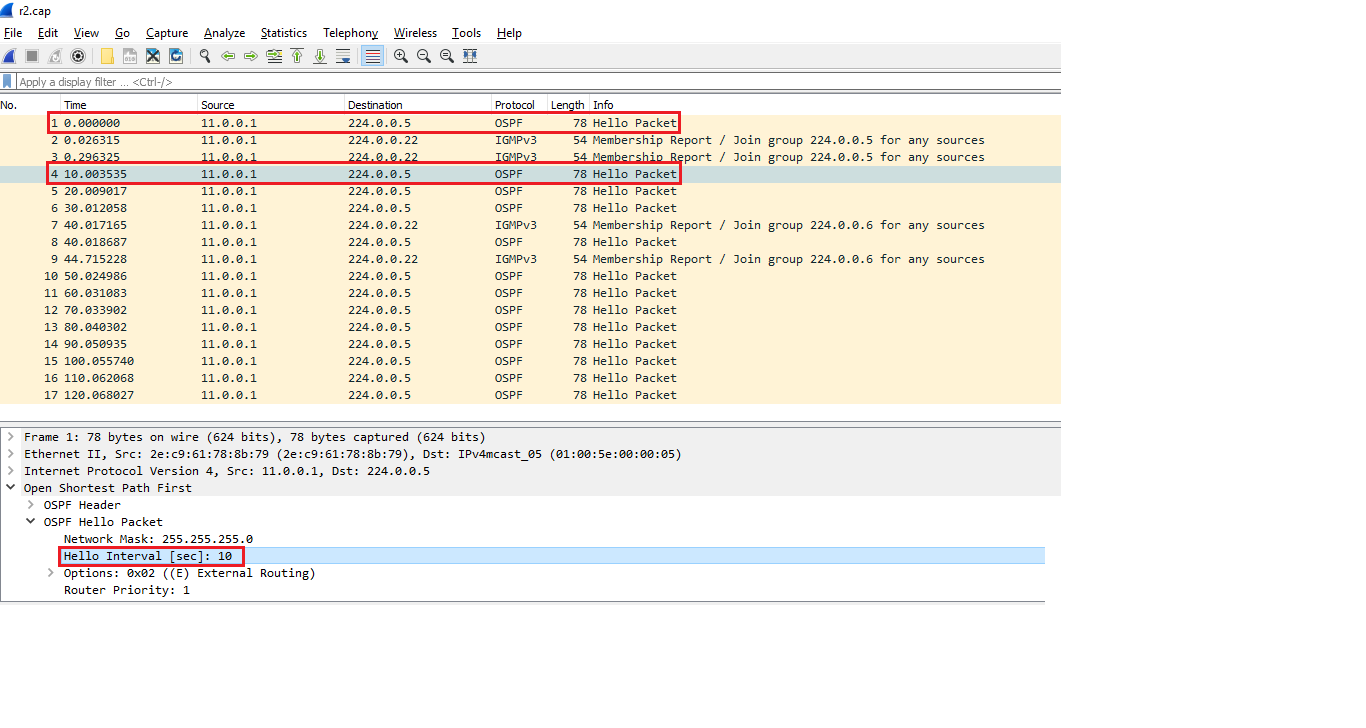 r2.cap
File Edit View Go Capture Analyze Statistics Telephony Wireless Tools Help
Apply a display filter ... <Ctrl-/>
No. Time Source Destination Protocol Length Info
1 0.000000 11.0.0.1 224.0.0.5 OSPF 78 Hello Packet
2 0.026315 11.0.0.1 224.0.0.22 IGMPv3 54 Membership Report / Join group 224.0.0.5 for any sources
3 0.296325 11.0.0.1 224.0.0.22 IGMPv3 54 Membership Report / Join group 224.0.0.5 for any sources
4 10.003535 11.0.0.1 224.0.0.5 OSPF 78 Hello Packet
5 20.009017 11.0.0.1 224.0.0.5 OSPF 78 Hello Packet
6 30.012058 11.0.0.1 224.0.0.5 OSPF 78 Hello Packet
7 40.017165 11.0.0.1 224.0.0.22 IGMPv3 54 Membership Report / Join group 224.0.0.6 for any sources
8 40.018687 11.0.0.1 224.0.0.5 OSPF 78 Hello Packet
9 44.715228 11.0.0.1 224.0.0.22 IGMPv3 54 Membership Report / Join group 224.0.0.6 for any sources
10 50.024986 11.0.0.1 224.0.0.5 OSPF 78 Hello Packet
11 60.031083 11.0.0.1 224.0.0.5 OSPF 78 Hello Packet
12 70.033902 11.0.0.1 224.0.0.5 OSPF 78 Hello Packet
13 80.040302 11.0.0.1 224.0.0.5 OSPF 78 Hello Packet
14 90.050935 11.0.0.1 224.0.0.5 OSPF 78 Hello Packet
15 100.055740 11.0.0.1 224.0.0.5 OSPF 78 Hello Packet
16 110.062068 11.0.0.1 224.0.0.5 OSPF 78 Hello Packet
17 120.068027 11.0.0.1 224.0.0.5 OSPF 78 Hello Packet
Frame 1: 78 bytes on wire (624 bits), 78 bytes captured (624 bits)
Ethernet II, Src: 2e:c9:61:78:8b:79 (2e:c9:61:78:8b:79), Dst: IPv4mcast_05 (01:00:5e:00:00:05)
Internet Protocol Version 4, Src: 11.0.0.1, Dst: 224.0.0.5
Open Shortest Path First
OSPF Header
OSPF Hello Packet
Network Mask: 255.255.255.0
Hello Interval [sec]: 10
Options: 0x02 ((E) External Routing)
Router Priority: 1